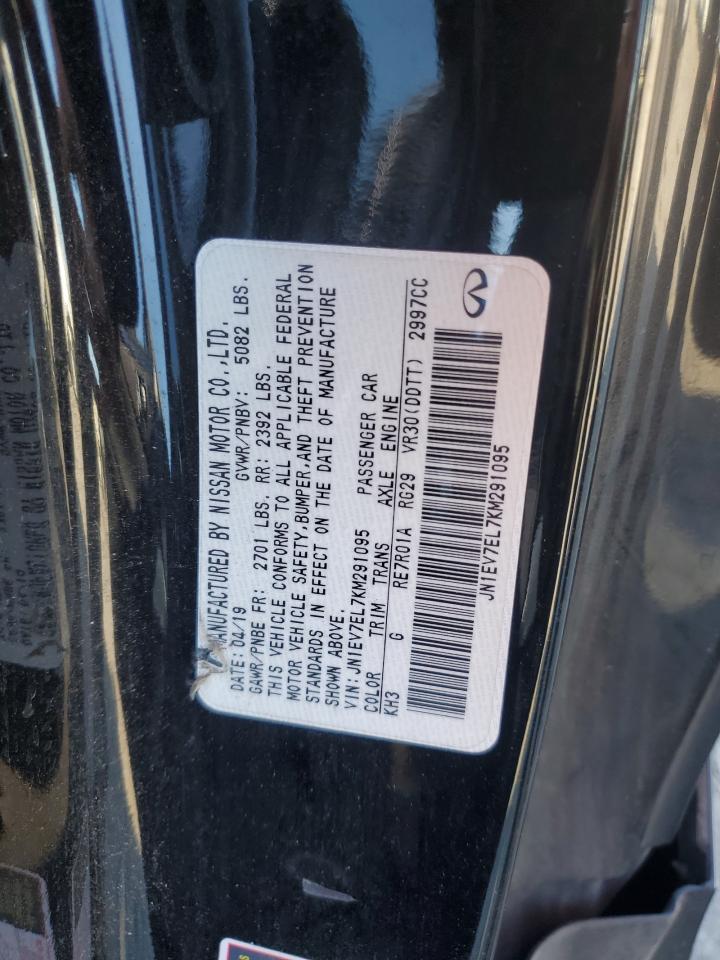 MANUFACTURED BY NISSAN MOTOR CO.,LTD.
DATE: 04/19 GVWR/PNBV: 5082 LBS.
GAWR/PNBE FR: 2701 LBS. RR: 2392 LBS.
THIS VEHICLE CONFORMS TO ALL APPLICABLE FEDERAL
MOTOR VEHICLE SAFETY,BUMPER,AND THEFT PREVENTION
STANDARDS IN EFFECT ON THE DATE OF MANUFACTURE
SHOWN ABOVE.
VIN:JN1EV7EL7KM291095 PASSENGER CAR
COLOR TRIM TRANS AXLE ENGINE
KH3 G RE7R01A RG29 VR30(DDTT) 2997CC
JN1EV7EL7KM291095